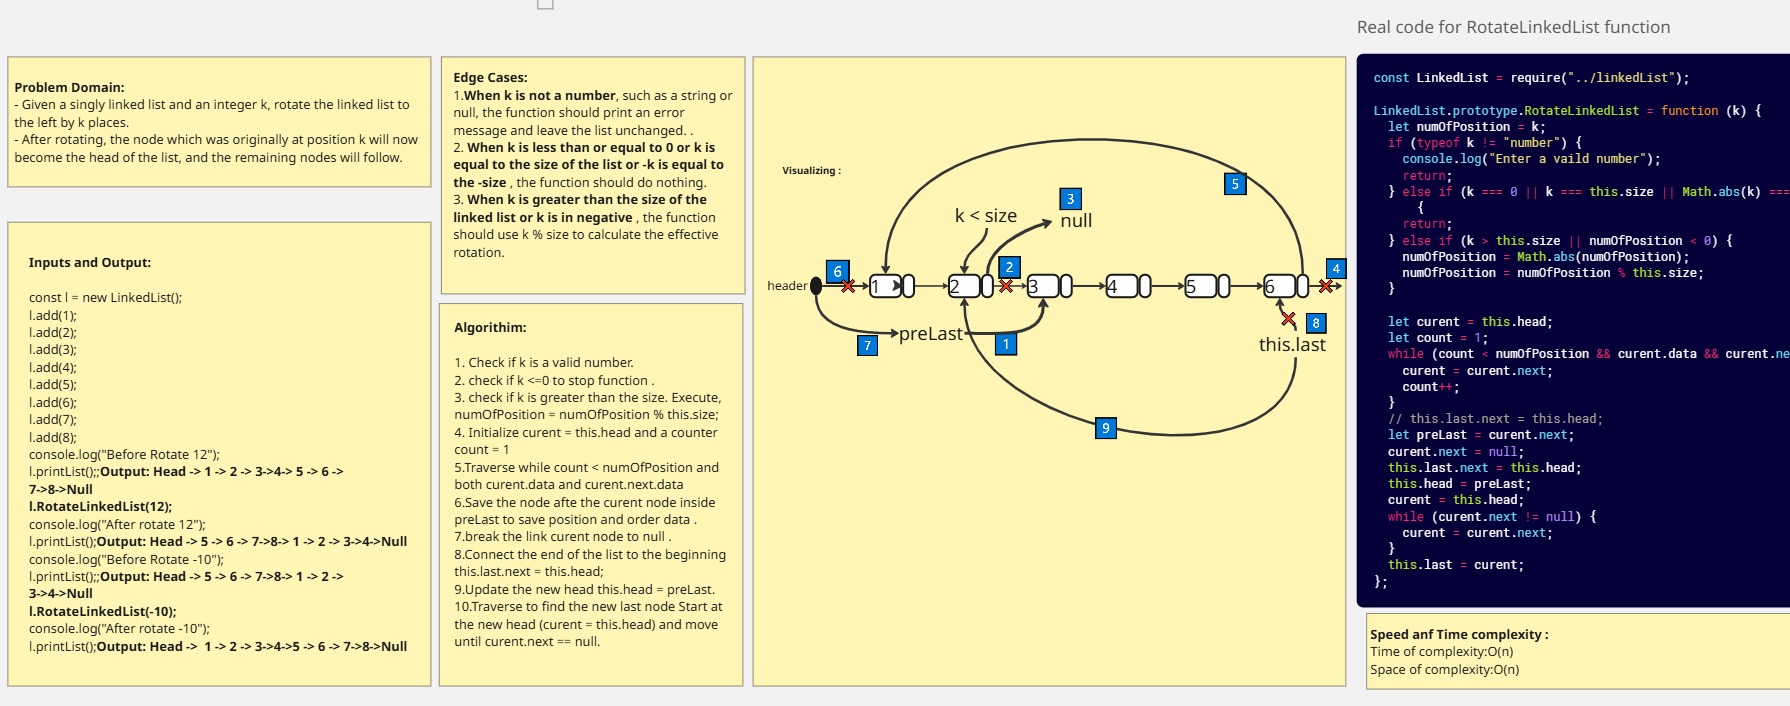 Real code for RotateLinkedList function
Problem Domain:
- Given a singly linked list and an integer k, rotate the linked list to
the left by k places.
- After rotating, the node which was originally at position k will now
become the head of the list, and the remaining nodes will follow.
Inputs and Output:
const l = new LinkedList();
l.add(1);
l.add(2);
l.add(3);
l.add(4);
l.add(5);
l.add(6);
l.add(7);
l.add(8);
console.log("Before Rotate 12");
l.printList();;Output: Head -> 1 -> 2 -> 3->4-> 5 -> 6 ->
7->8->Null
l.RotateLinkedList(12);
console.log("After rotate 12");
l.printList();Output: Head -> 5 -> 6 -> 7->8-> 1 -> 2 -> 3->4->Null
console.log("Before Rotate -10");
l.printList();;Output: Head -> 5 -> 6 -> 7->8-> 1 -> 2 ->
3->4->Null
l.RotateLinkedList(-10);
console.log("After rotate -10");
l.printList();Output: Head ->  1 -> 2 -> 3->4->5 -> 6 -> 7->8->Null
Edge Cases:
1.When k is not a number, such as a string or
null, the function should print an error
message and leave the list unchanged. .
2. When k is less than or equal to 0 or k is
equal to the size of the list or -k is equal to
the -size , the function should do nothing.
3. When k is greater than the size of the
linked list or k is in negative , the function
should use k % size to calculate the effective
rotation.
Algorithim:
1. Check if k is a valid number.
2. check if k <=0 to stop function .
3. check if k is greater than the size. Execute,
numOfPosition = numOfPosition % this.size;
4. Initialize curent = this.head and a counter
count = 1
5.Traverse while count < numOfPosition and
both curent.data and curent.next.data
6.Save the node afte the curent node inside
preLast to save position and order data .
7.break the link curent node to null .
8.Connect the end of the list to the beginning
this.last.next = this.head;
9.Update the new head this.head = preLast.
10.Traverse to find the new last node Start at
the new head (curent = this.head) and move
until curent.next == null.
Visualizing :
5
3
k < size
null
6
2
4
header
1
2
3
4
5
6
8
7
preLast
1
this.last
9
const LinkedList = require("../linkedList");
LinkedList.prototype.RotateLinkedList = function (k) {
let numOfPosition = k;
if (typeof k != "number") {
console.log("Enter a vaild number");
return;
} else if (k === 0 || k === this.size || Math.abs(k) ===
{
return;
} else if (k > this.size || numOfPosition < 0) {
numOfPosition = Math.abs(numOfPosition);
numOfPosition = numOfPosition % this.size;
}
let curent = this.head;
let count = 1;
while (count < numOfPosition && curent.data && curent.ne
curent = curent.next;
count++;
}
// this.last.next = this.head;
let preLast = curent.next;
curent.next = null;
this.last.next = this.head;
this.head = preLast;
curent = this.head;
while (curent.next != null) {
curent = curent.next;
}
this.last = curent;
};
Speed anf Time complexity :
Time of complexity:O(n)
Space of complexity:O(n)